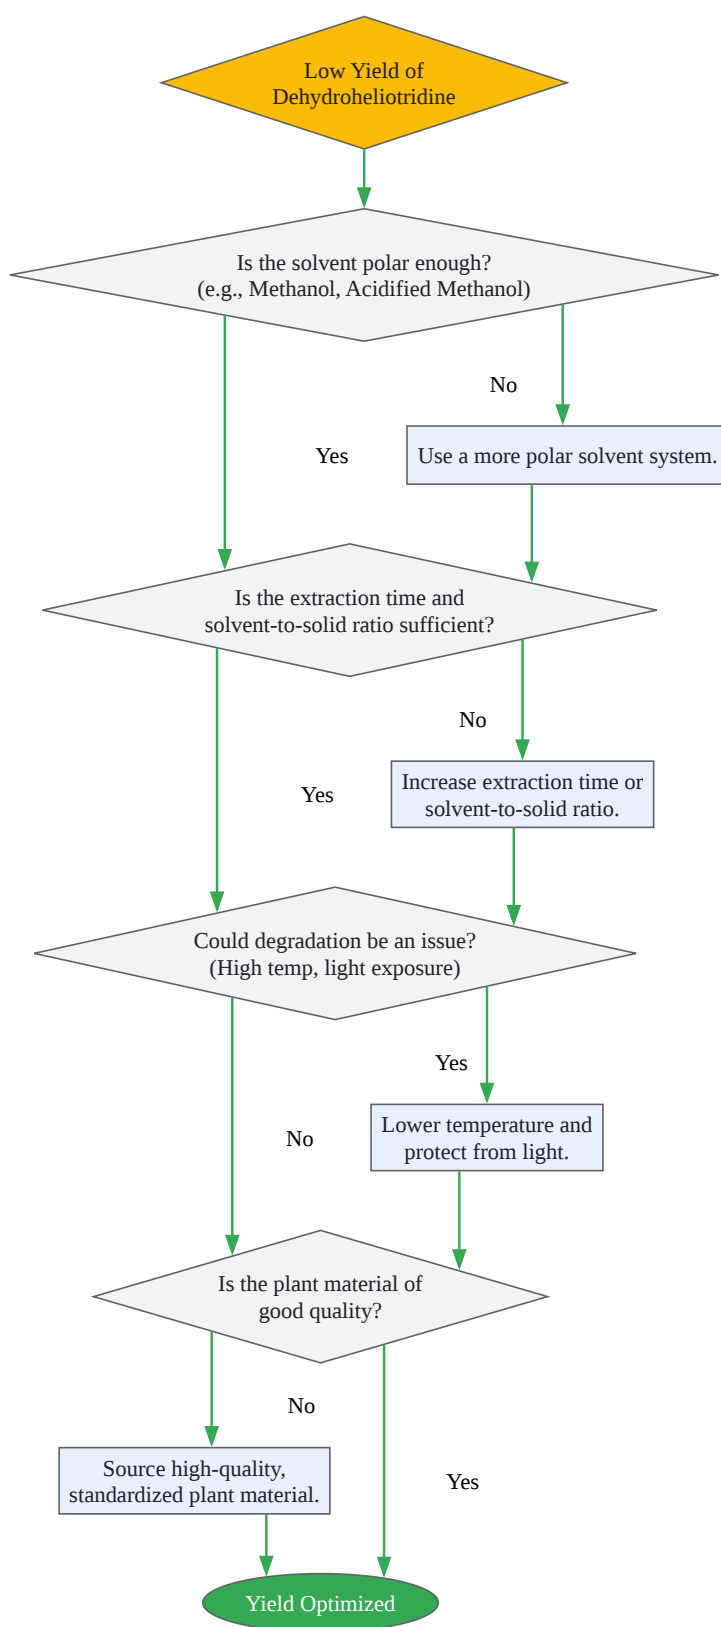 Low Yield of
Dehydroheliotridine
Is the solvent polar enough?
(e.g., Methanol, Acidified Methanol)
No
Yes
Use a more polar solvent system.
Is the extraction time and
solvent-to-solid ratio sufficient?
No
Yes
Increase extraction time or
solvent-to-solid ratio.
Could degradation be an issue?
(High temp, light exposure)
Yes
No
Lower temperature and
protect from light.
Is the plant material of
good quality?
No
Yes
Source high-quality,
standardized plant material.
Yield Optimized